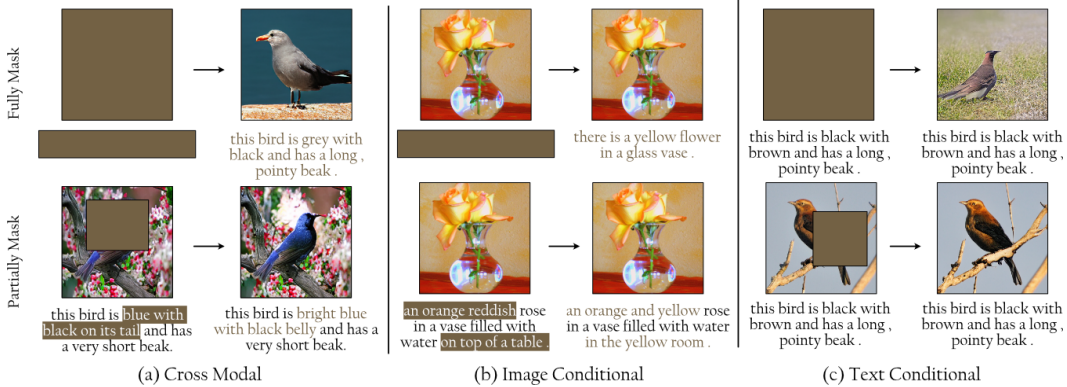 Fully Mask
this bird is grey with
black and has a long ,
pointy beak .
there is a yellow flower
in a glass vase .
this bird is black with
brown and has a long ,
pointy beak .
this bird is black with
brown and has a long ,
pointy beak .
Partially Mask
this bird is blue with
black on its tail and has
a very short beak.
this bird is bright blue
with black belly and has a
very short beak.
an orange reddish rose
in a vase filled with
water on top of a table .
an orange and yellow rose
in a vase filled with water
in the yellow room .
this bird is black with
brown and has a long ,
pointy beak .
this bird is black with
brown and has a long ,
pointy beak .
(a) Cross Modal
(b) Image Conditional
(c) Text Conditional